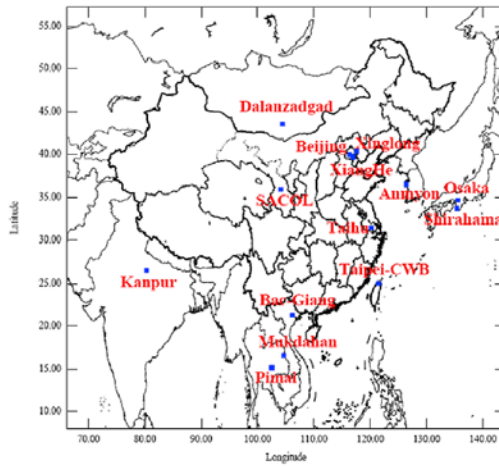 55.00
50.00
45.00
40.00
35.00
30.00
25.00
20.00
15.00
10.00
Latitude
Dalanzadgad
Beijing
Xinglong
XiangHe
SACOL
Anmyon
Osaka
Shirahama
Taihu
Taipei-CWB
Kanpur
Bac-Giang
Mukdahan
Pimai
60.00 70.00 80.00 90.00 100.00 110.00 120.00 130.00 140.00
Longitude